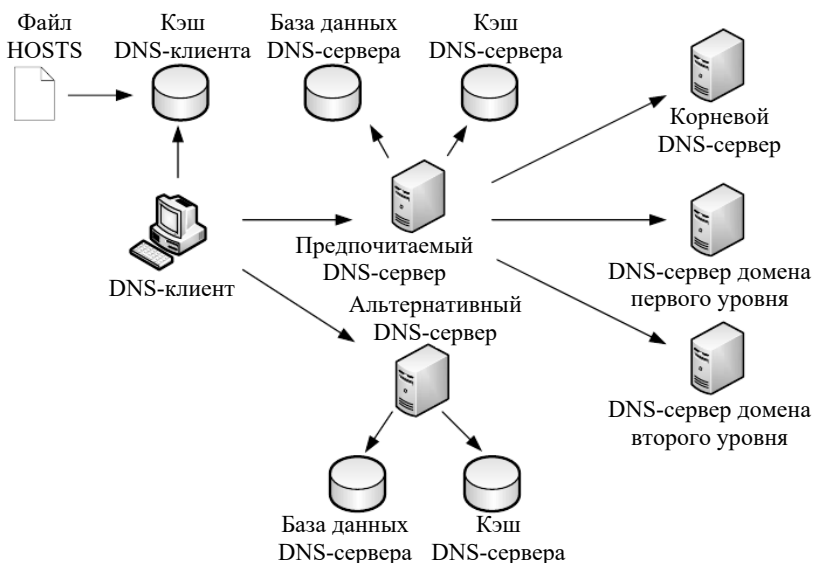 Файл
HOSTS
Кэш
DNS-клиента
База данных
DNS-сервера
Кэш
DNS-сервера
Корневой
DNS-сервер
Предпочитаемый
DNS-сервер
DNS-клиент
DNS-сервер домена
первого уровня
Альтернативный
DNS-сервер
DNS-сервер домена
второго уровня
База данных
DNS-сервера
Кэш
DNS-сервера